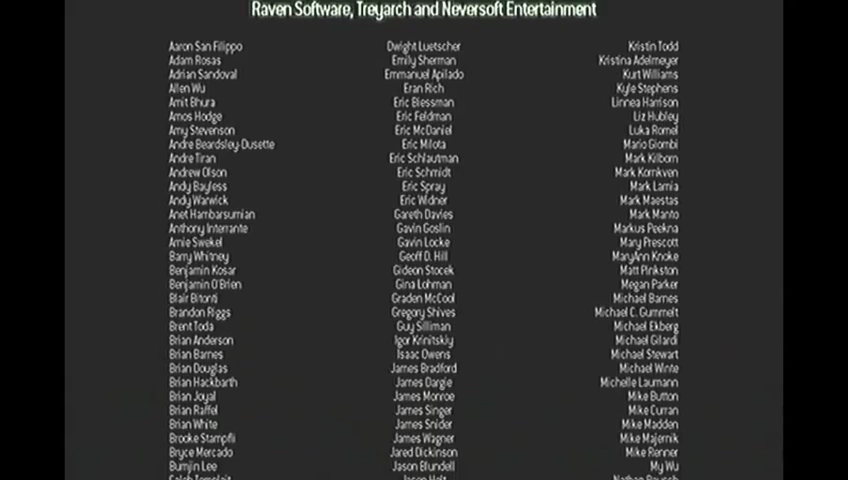 Raven Software, Treyarch and Neversoft Entertainment
Aaron San Filippo Dwight Luetscher Kristin Todd
Adam Rosas Emily Sherman Kristina Adelmeyer
Adrian Sandoval Emmanuel Apilado Kurt Williams
Allen Wu Eran Rich Kyle Stephens
Amit Bhura Eric Biessman Linnea Harrison
Amos Hodge Eric Feldman Liz Hubley
Amy Stevenson Eric McDaniel Luka Romel
Andre Beardsley-Dusette Eric Milota Mario Giombi
Andre Tiran Eric Schlautman Mark Kilborn
Andrew Olson Eric Schmidt Mark Kornkven
Andy Bayless Eric Spray Mark Lamia
Andy Warwick Eric Widner Mark Maestas
Anet Hambarsumian Gareth Davies Mark Manto
Anthony Interrante Gavin Goslin Markus Peekna
Arnie Swekel Gavin Locke Mary Prescott
Barry Whitney Geoff D. Hill MaryAnn Knoke
Benjamin Kosar Gideon Stocek Matt Pinkston
Benjamin O'Brien Gina Lohman Megan Parker
Blair Bitonti Graden McCool Michael Barnes
Brandon Riggs Gregory Shives Michael C. Gummelt
Brent Toda Guy Silliman Michael Ekberg
Brian Anderson Igor Krinitskiy Michael Gilardi
Brian Barnes Isaac Owens Michael Stewart
Brian Douglas James Bradford Michael Winte
Brian Hackbarth James Dargie Michelle Laumann
Brian Joyal James Monroe Mike Button
Brian Raffel James Singer Mike Curran
Brian White James Snider Mike Madden
Brooke Stampfli James Wagner Mike Majernik
Bryce Mercado Jared Dickinson Mike Renner
Bumjin Lee Jason Blundell My Wu